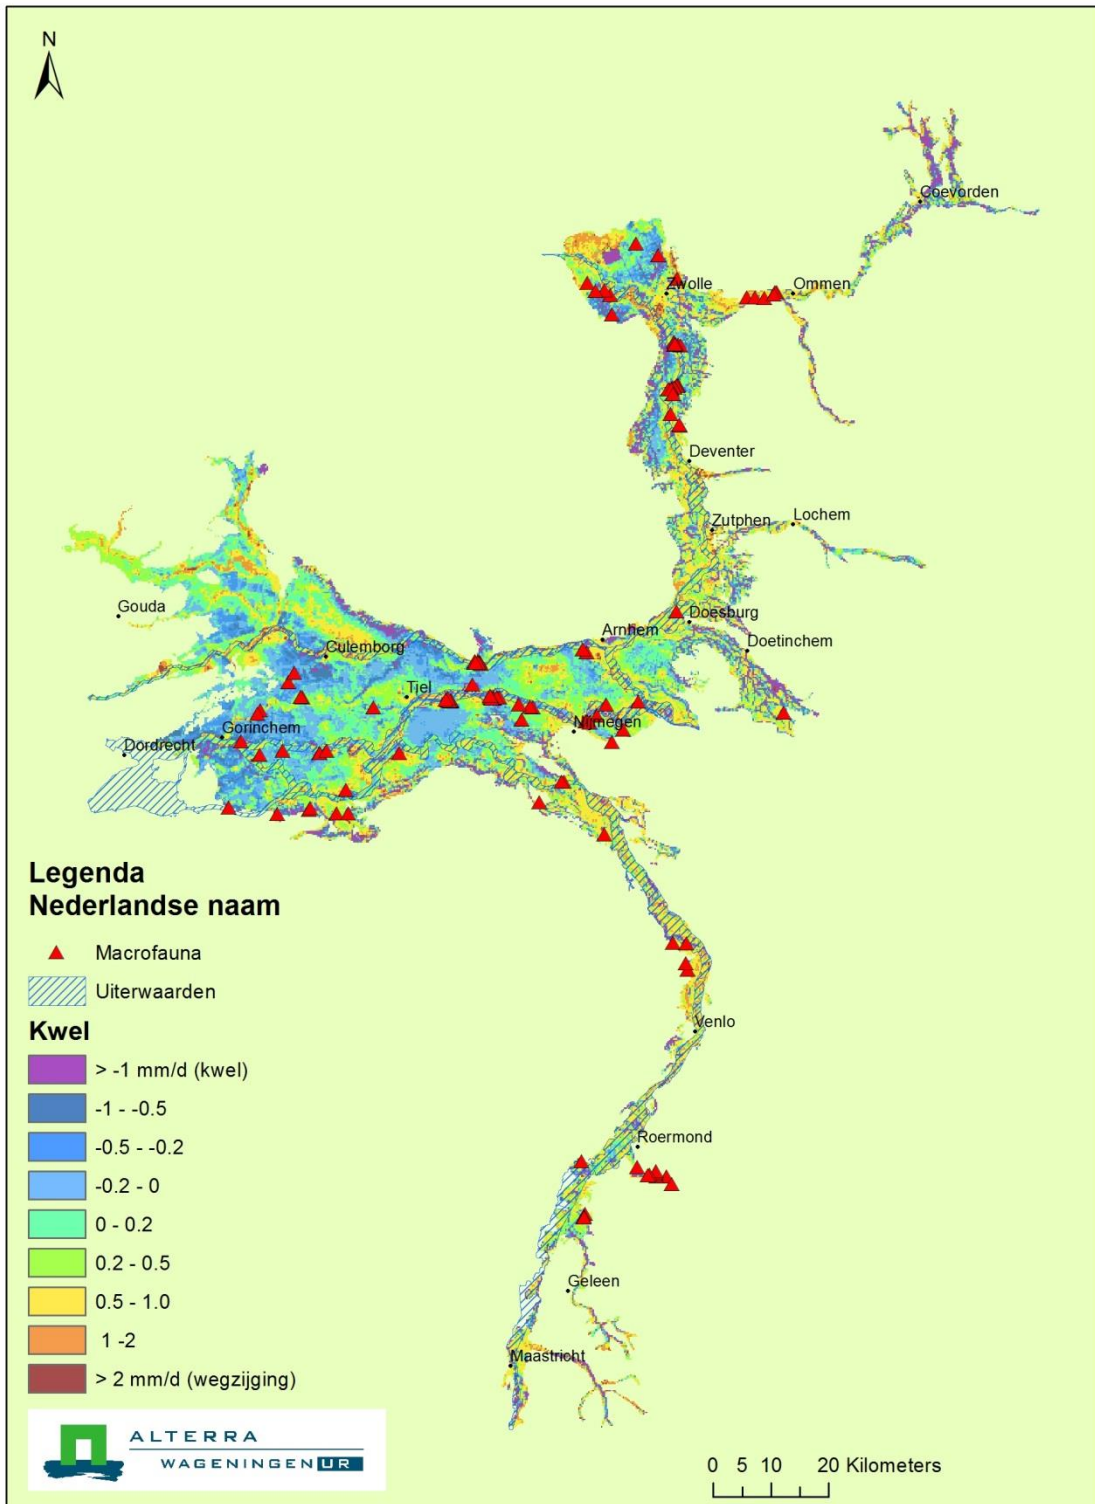 N
Coevorden
Zwolle
Ommen
Deventer
Zutphen
Lochem
Gouda
Doesburg
Arnhem
Doetinchem
Culemborg
Tiel
Gorinchem
Nijmegen
Dordrecht
Venlo
Roermond
Geleen
Maastricht
Legenda
Nederlandse naam
Macrofauna
Uiterwaarden
Kwel
> -1 mm/d (kwel)
-1 - -0.5
-0.5 - -0.2
-0.2 - 0
0 - 0.2
0.2 - 0.5
0.5 - 1.0
1 -2
> 2 mm/d (wegzijging)
ALTERRA
WAGENINGEN UR
0 5 10 20 Kilometers